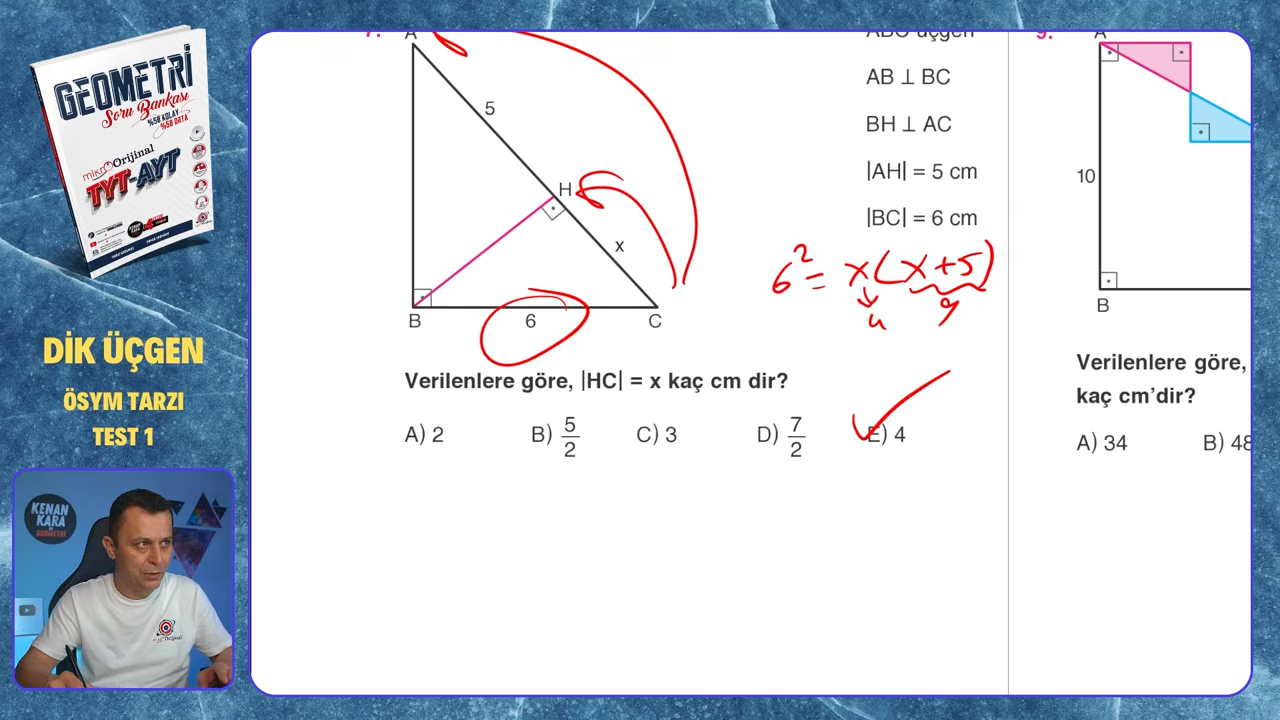 GEOMETRİ
Soru Bankası
%50 KOLAY
%50 ORTA
mikro Orijinal
TYT-AYT
DİK ÜÇGEN
ÖSYM TARZI
TEST 1
KENAN
KARA
GEOMETRİ
7.
A
5
H
x
B
6
C
ABC üçgen
AB ⊥ BC
BH ⊥ AC
|AH| = 5 cm
|BC| = 6 cm
6² = x(x+5)
4 9
Verilenlere göre, |HC| = x kaç cm dir?
A) 2 B) 5/2 C) 3 D) 7/2 E) 4
9.
A
10
B
Verilenlere göre,
kaç cm'dir?
A) 34 B) 48